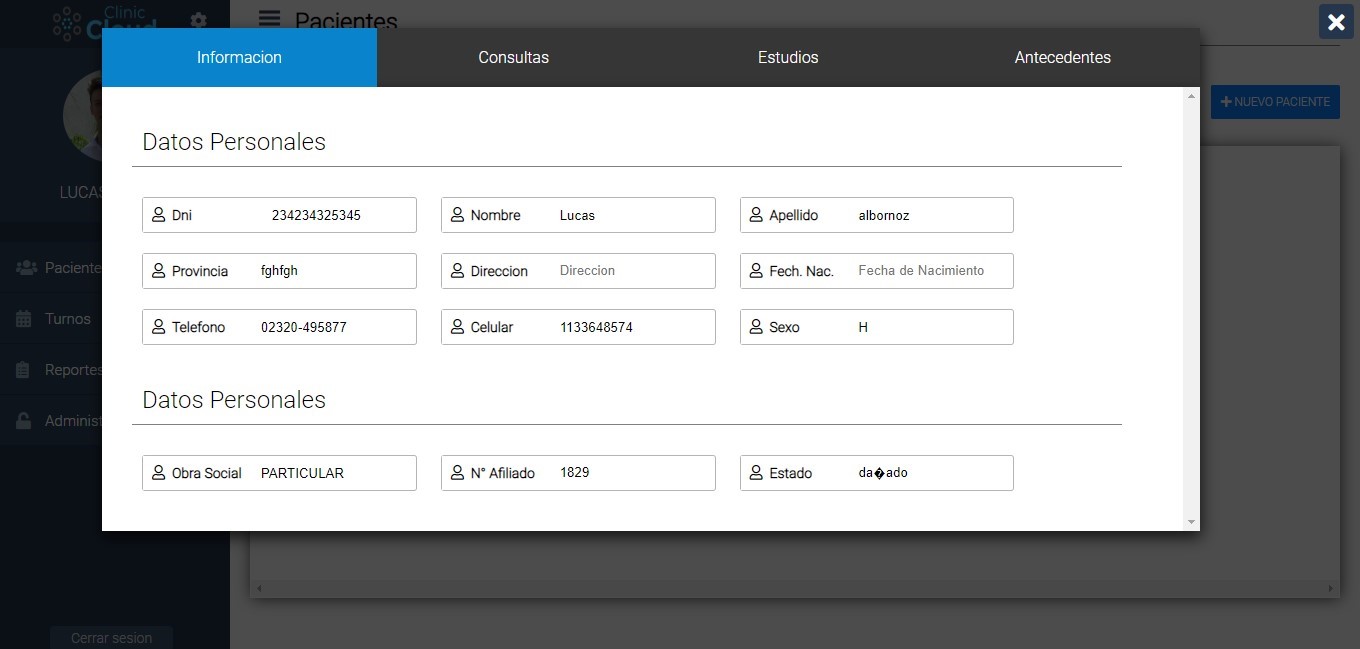 Clinic
Cloud
Pacientes
Informacion Consultas Estudios Antecedentes
NUEVO PACIENTE
Datos Personales
LUCAS
Dni 234234325345 Nombre Lucas Apellido albornoz
Paciente
Provincia fghfgh Direccion Direccion Fech. Nac. Fecha de Nacimiento
Turnos
Telefono 02320-495877 Celular 1133648574 Sexo H
Reportes
Datos Personales
Administ
Obra Social PARTICULAR N° Afiliado 1829 Estado da�ado
Cerrar sesion